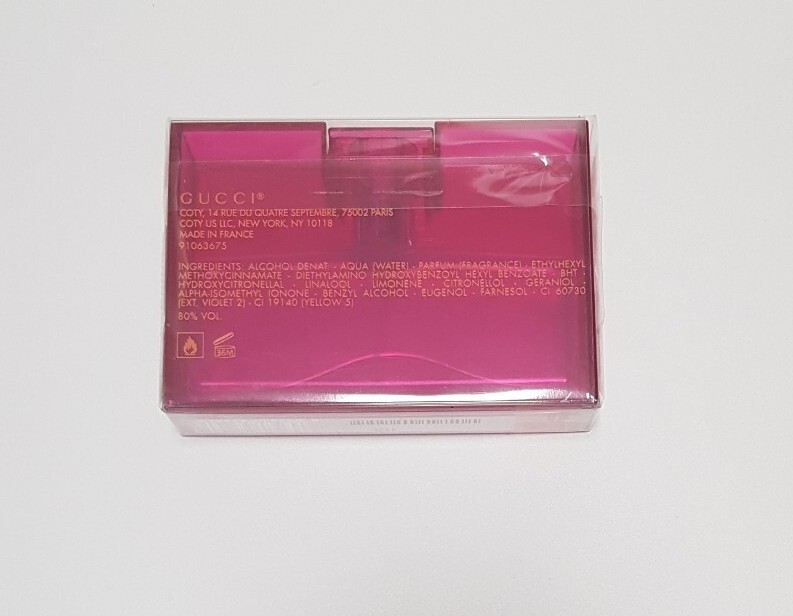 GUCCI®
COTY, 14 RUE DU QUATRE SEPTEMBRE, 75002 PARIS
COTY US LLC, NEW YORK, NY 10118
MADE IN FRANCE
91063675
INGREDIENTS: ALCOHOL DENAT. - AQUA (WATER) - PARFUM (FRAGRANCE) - ETHYLHEXYL
METHOXYCINNAMATE - DIETHYLAMINO HYDROXYBENZOYL HEXYL BENZOATE - BHT -
HYDROXYCITRONELLAL - LINALOOL - LIMONENE - CITRONELLOL - GERANIOL -
ALPHA-ISOMETHYL IONONE - BENZYL ALCOHOL - EUGENOL - FARNESOL - CI 60730
(EXT. VIOLET 2) - CI 19140 (YELLOW 5)
80% VOL.
36M